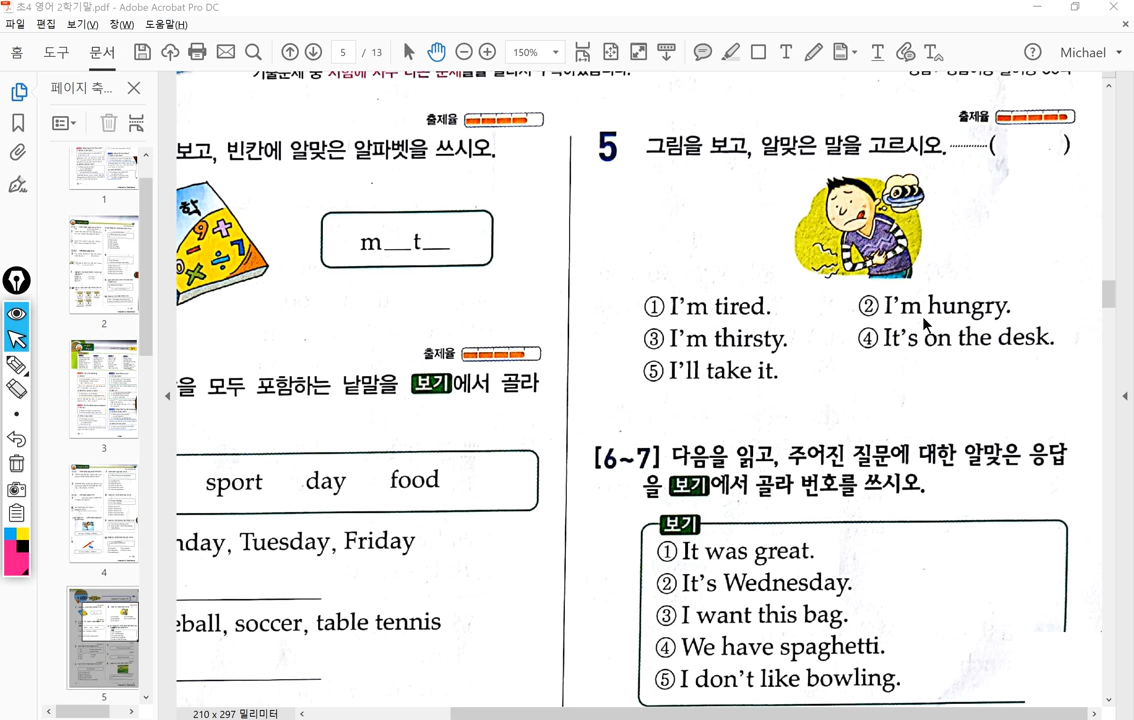 초4 영어 2학기말.pdf - Adobe Acrobat Pro DC
파일 편집 보기(V) 창(W) 도움말(H)
홈 도구 문서 5 / 13 150% Michael
페이지 축...
1
2
3
4
5
출제율
보고, 빈칸에 알맞은 알파벳을 쓰시오.
학
m__t__
출제율
을 모두 포함하는 낱말을 보기에서 골라
sport day food
nday, Tuesday, Friday
eball, soccer, table tennis
출제율
5 그림을 보고, 알맞은 말을 고르시오. ( )
① I'm tired. ② I'm hungry.
③ I'm thirsty. ④ It's on the desk.
⑤ I'll take it.
[6~7] 다음을 읽고, 주어진 질문에 대한 알맞은 응답
을 보기에서 골라 번호를 쓰시오.
보기
① It was great.
② It's Wednesday.
③ I want this bag.
④ We have spaghetti.
⑤ I don't like bowling.
210 x 297 밀리미터